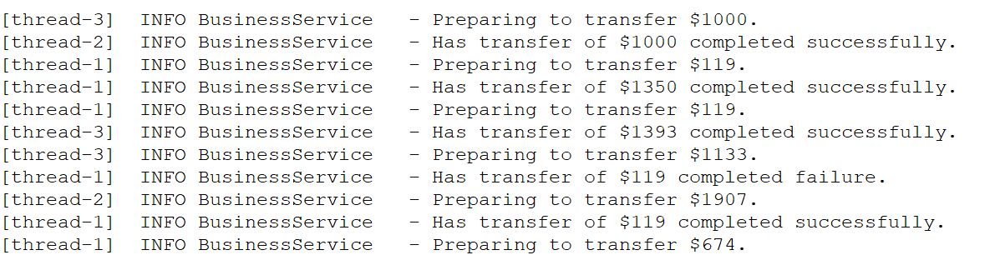 [thread-3] INFO BusinessService - Preparing to transfer $1000.
[thread-2] INFO BusinessService - Has transfer of $1000 completed successfully.
[thread-1] INFO BusinessService - Preparing to transfer $119.
[thread-1] INFO BusinessService - Has transfer of $1350 completed successfully.
[thread-1] INFO BusinessService - Preparing to transfer $119.
[thread-3] INFO BusinessService - Has transfer of $1393 completed successfully.
[thread-3] INFO BusinessService - Preparing to transfer $1133.
[thread-1] INFO BusinessService - Has transfer of $119 completed failure.
[thread-2] INFO BusinessService - Preparing to transfer $1907.
[thread-1] INFO BusinessService - Has transfer of $119 completed successfully.
[thread-1] INFO BusinessService - Preparing to transfer $674.